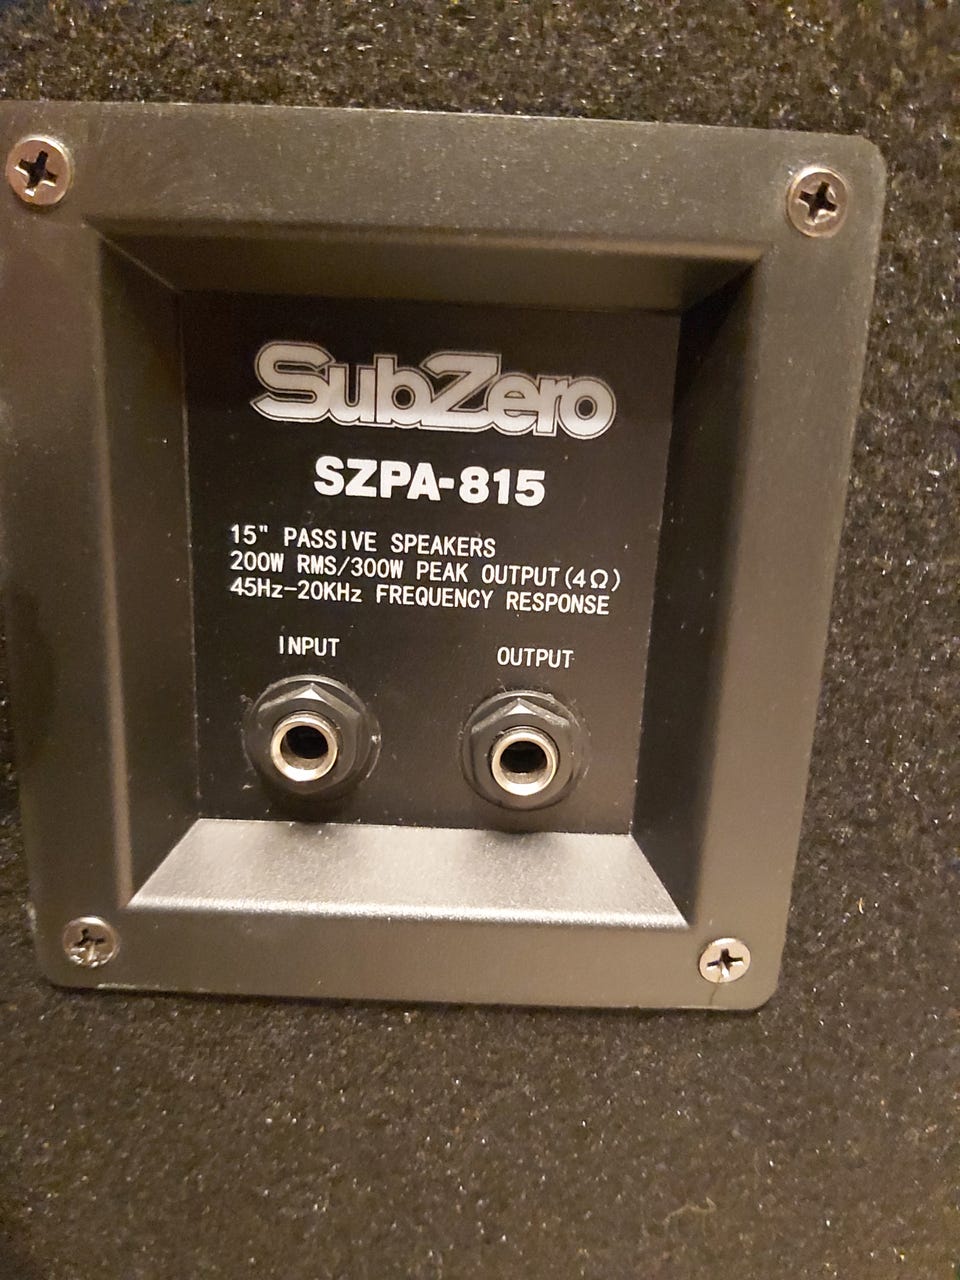 SubZero
SZPA-815
15" PASSIVE SPEAKERS
200W RMS/300W PEAK OUTPUT(4Ω)
45Hz-20KHz FREQUENCY RESPONSE
INPUT
OUTPUT